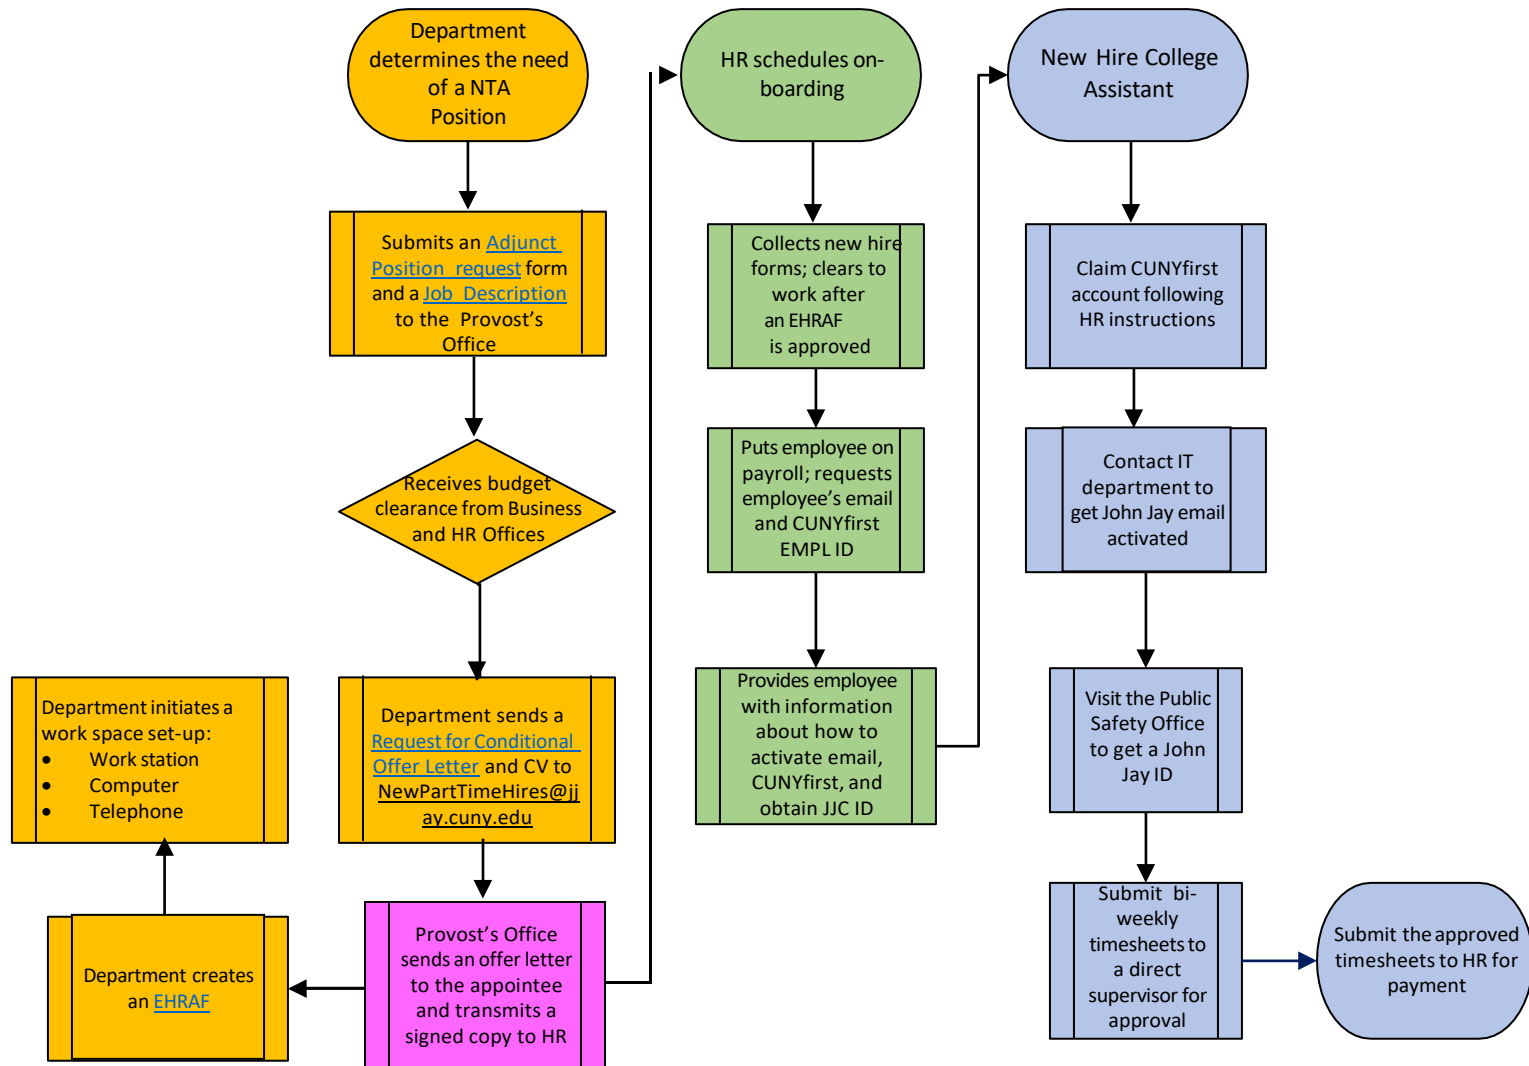 Department
determines the need
of a NTA
Position
Submits an Adjunct
Position request form
and a Job Description
to the Provost's
Office
Receives budget
clearance from Business
and HR Offices
Department sends a
Request for Conditional
Offer Letter and CV to
NewPartTimeHires@jj
ay.cuny.edu
Provost's Office
sends an offer letter
to the appointee
and transmits a
signed copy to HR
Department creates
an EHRAF
Department initiates a
work space set-up:
• Work station
• Computer
• Telephone
HR schedules on-
boarding
Collects new hire
forms; clears to
work after
an EHRAF
is approved
Puts employee on
payroll; requests
employee's email
and CUNYfirst
EMPL ID
Provides employee
with information
about how to
activate email,
CUNYfirst, and
obtain JJC ID
New Hire College
Assistant
Claim CUNYfirst
account following
HR instructions
Contact IT
department to
get John Jay email
activated
Visit the Public
Safety Office
to get a John
Jay ID
Submit bi-
weekly
timesheets to
a direct
supervisor for
approval
Submit the approved
timesheets to HR for
payment